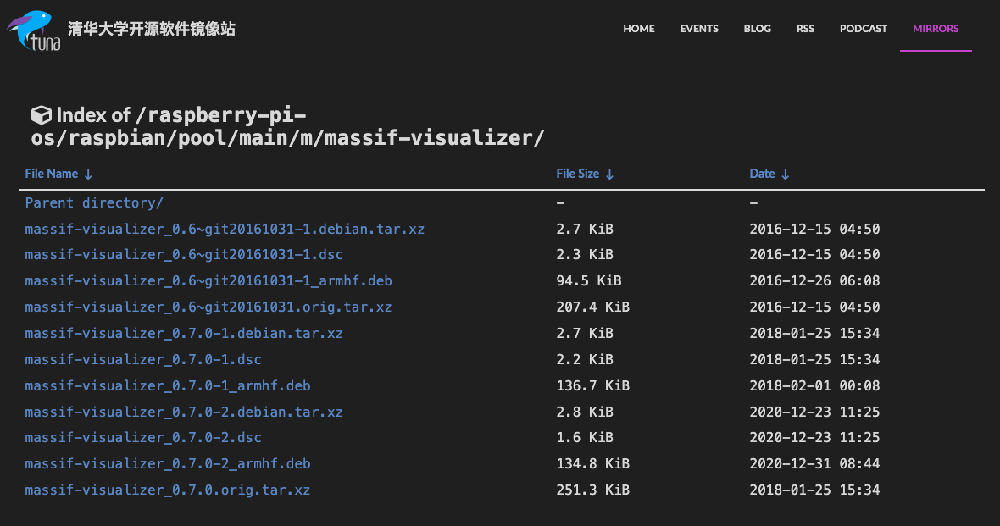 tuna
清华大学开源软件镜像站
HOME EVENTS BLOG RSS PODCAST MIRRORS
Index of /raspberry-pi-
os/raspbian/pool/main/m/massif-visualizer/
File Name ↓ File Size ↓ Date ↓
Parent directory/ - -
massif-visualizer_0.6~git20161031-1.debian.tar.xz 2.7 KiB 2016-12-15 04:50
massif-visualizer_0.6~git20161031-1.dsc 2.3 KiB 2016-12-15 04:50
massif-visualizer_0.6~git20161031-1_armhf.deb 94.5 KiB 2016-12-26 06:08
massif-visualizer_0.6~git20161031.orig.tar.xz 207.4 KiB 2016-12-15 04:50
massif-visualizer_0.7.0-1.debian.tar.xz 2.7 KiB 2018-01-25 15:34
massif-visualizer_0.7.0-1.dsc 2.2 KiB 2018-01-25 15:34
massif-visualizer_0.7.0-1_armhf.deb 136.7 KiB 2018-02-01 00:08
massif-visualizer_0.7.0-2.debian.tar.xz 2.8 KiB 2020-12-23 11:25
massif-visualizer_0.7.0-2.dsc 1.6 KiB 2020-12-23 11:25
massif-visualizer_0.7.0-2_armhf.deb 134.8 KiB 2020-12-31 08:44
massif-visualizer_0.7.0.orig.tar.xz 251.3 KiB 2018-01-25 15:34